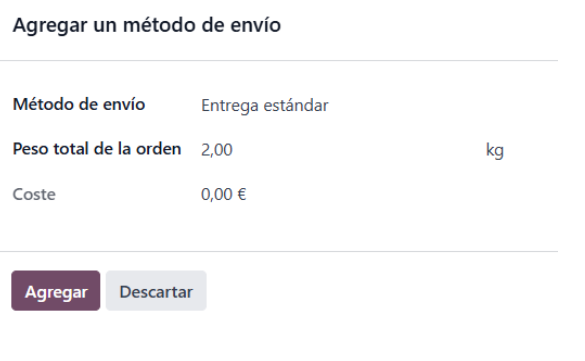 Agregar un método de envío
Método de envío Entrega estándar
Peso total de la orden 2,00 kg
Coste 0,00 €
Agregar Descartar